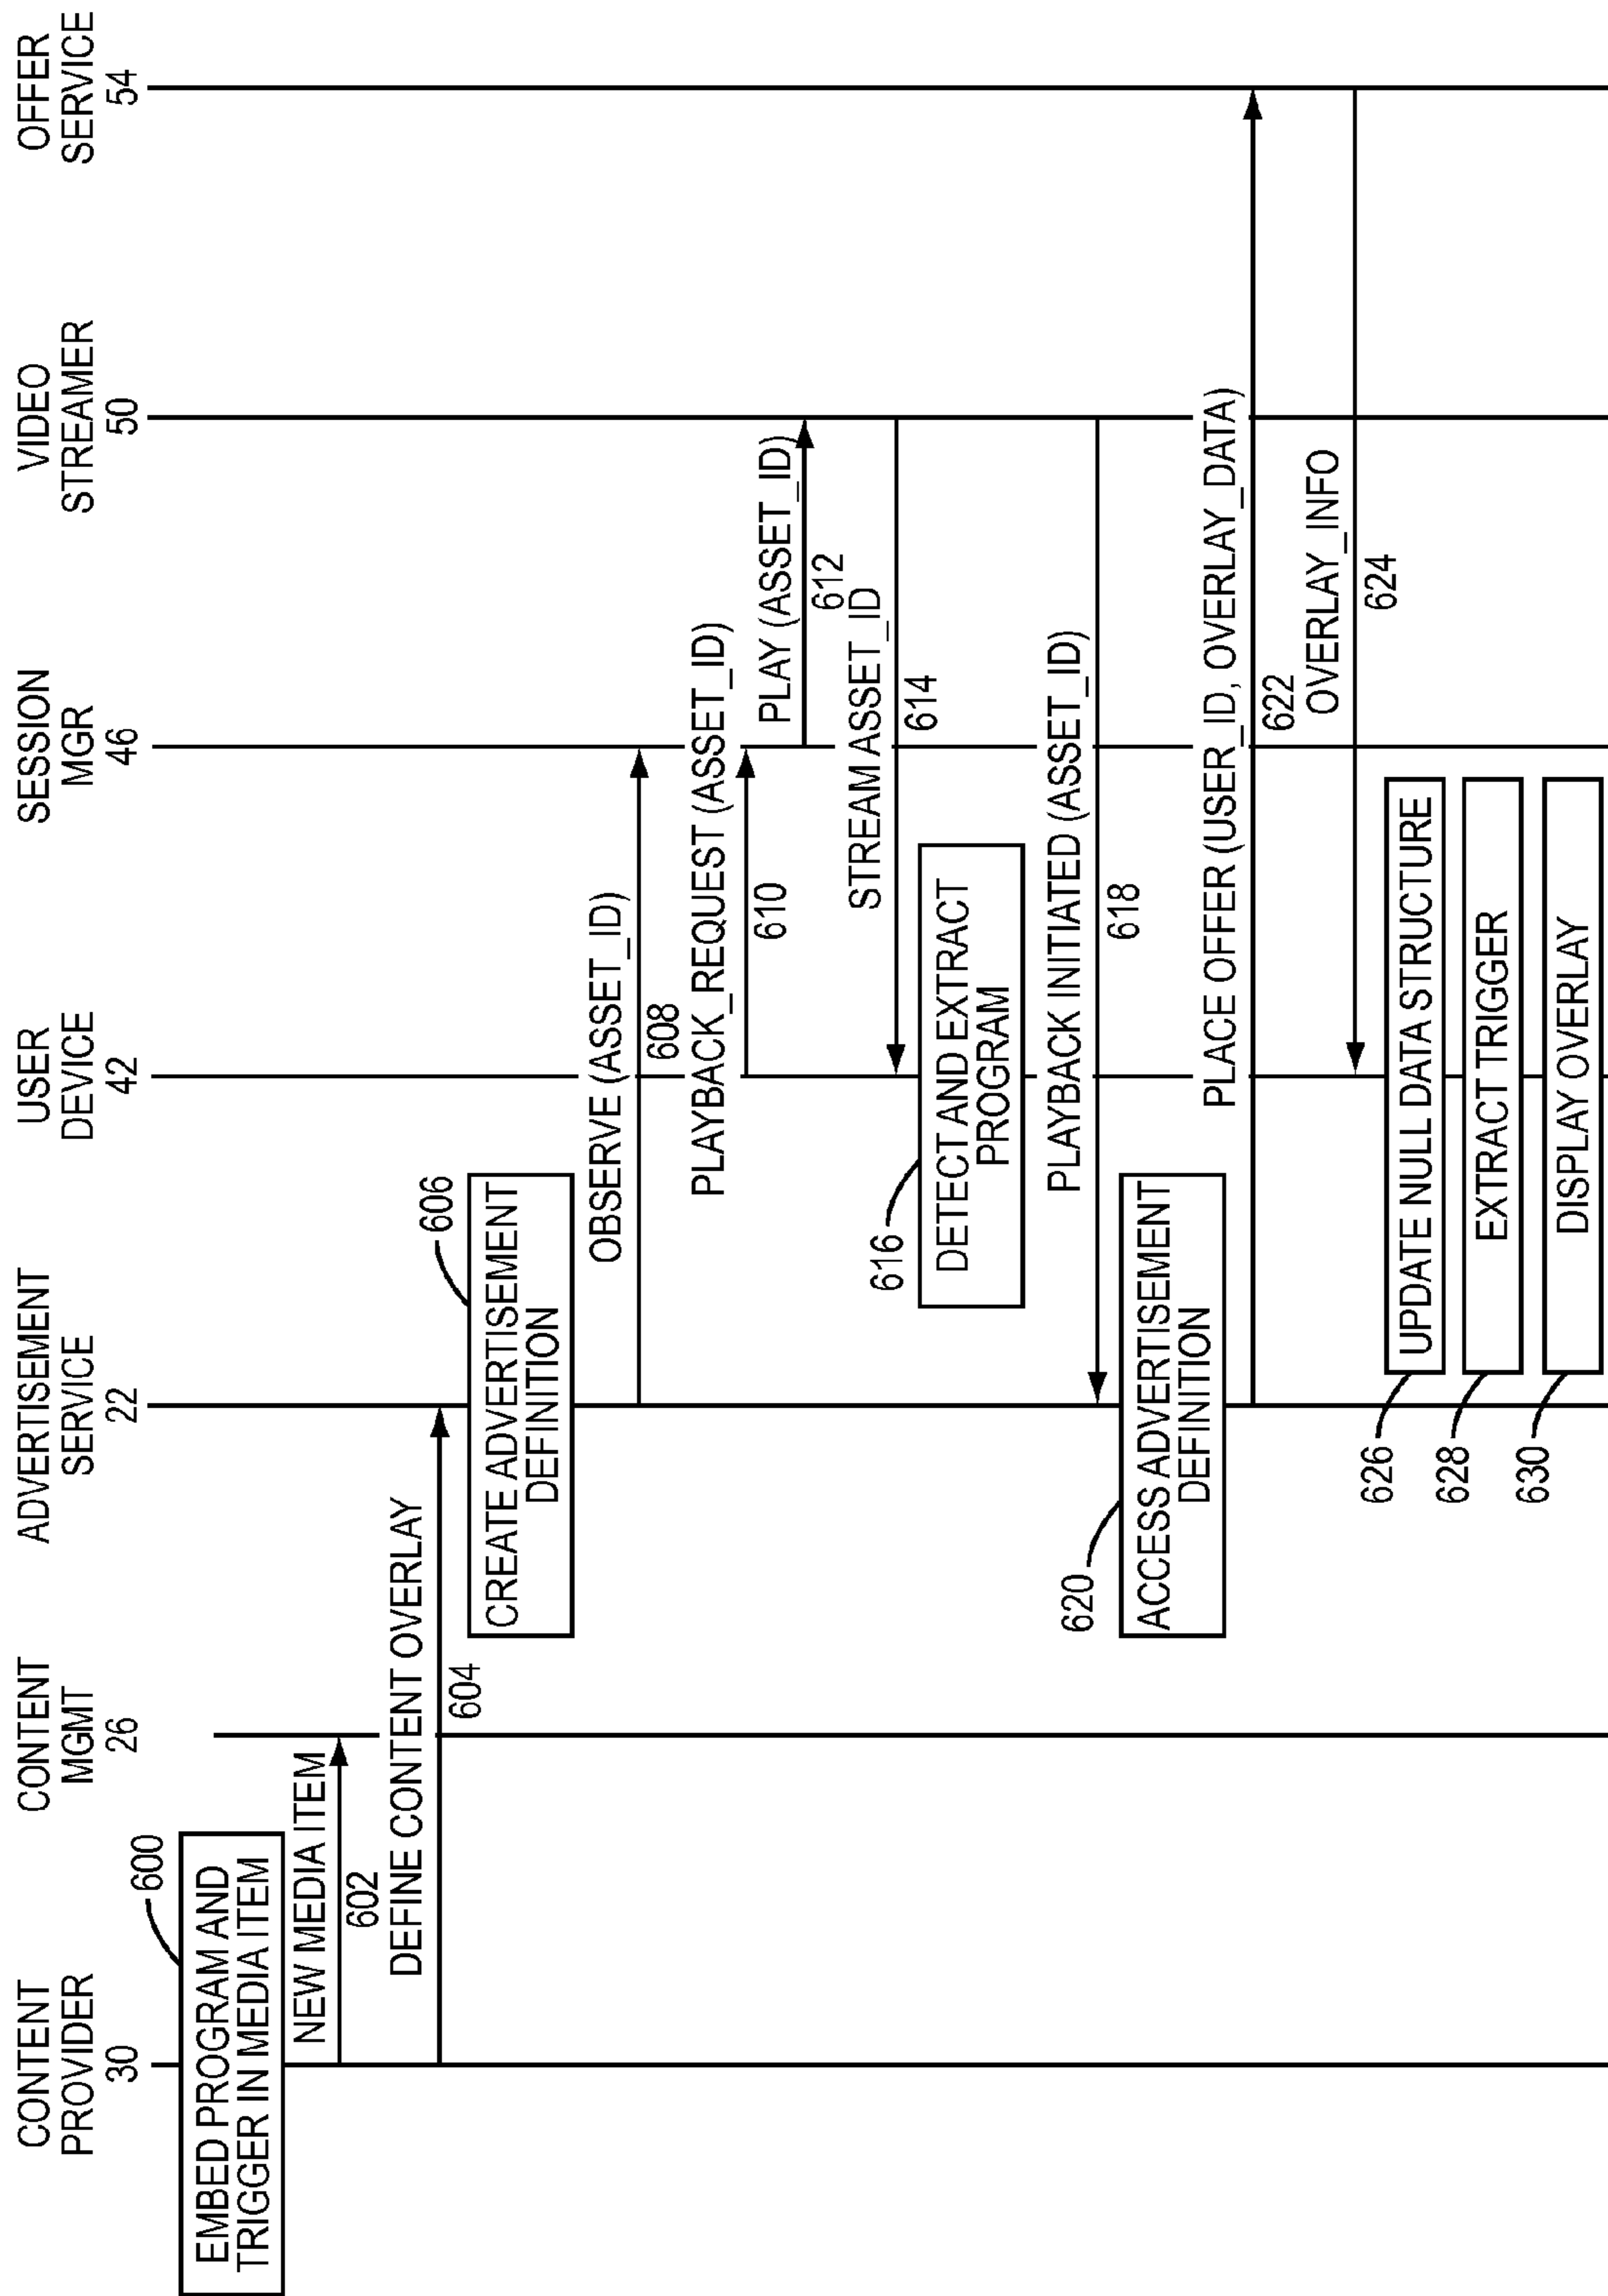 CONTENT
PROVIDER
30
CONTENT
MGMT
26
ADVERTISEMENT
SERVICE
22
USER
DEVICE
42
SESSION
MGR
46
VIDEO
STREAMER
50
OFFER
SERVICE
54
600
EMBED PROGRAM AND
TRIGGER IN MEDIA ITEM
NEW MEDIA ITEM
602
DEFINE CONTENT OVERLAY
604
606
CREATE ADVERTISEMENT
DEFINITION
OBSERVE (ASSET_ID)
608
PLAYBACK_REQUEST (ASSET_ID)
610
PLAY (ASSET_ID)
612
STREAM ASSET_ID
614
616
DETECT AND EXTRACT
PROGRAM
PLAYBACK INITIATED (ASSET_ID)
618
620
ACCESS ADVERTISEMENT
DEFINITION
PLACE OFFER (USER_ID, OVERLAY_DATA)
622
OVERLAY_INFO
624
626
UPDATE NULL DATA STRUCTURE
628
EXTRACT TRIGGER
630
DISPLAY OVERLAY